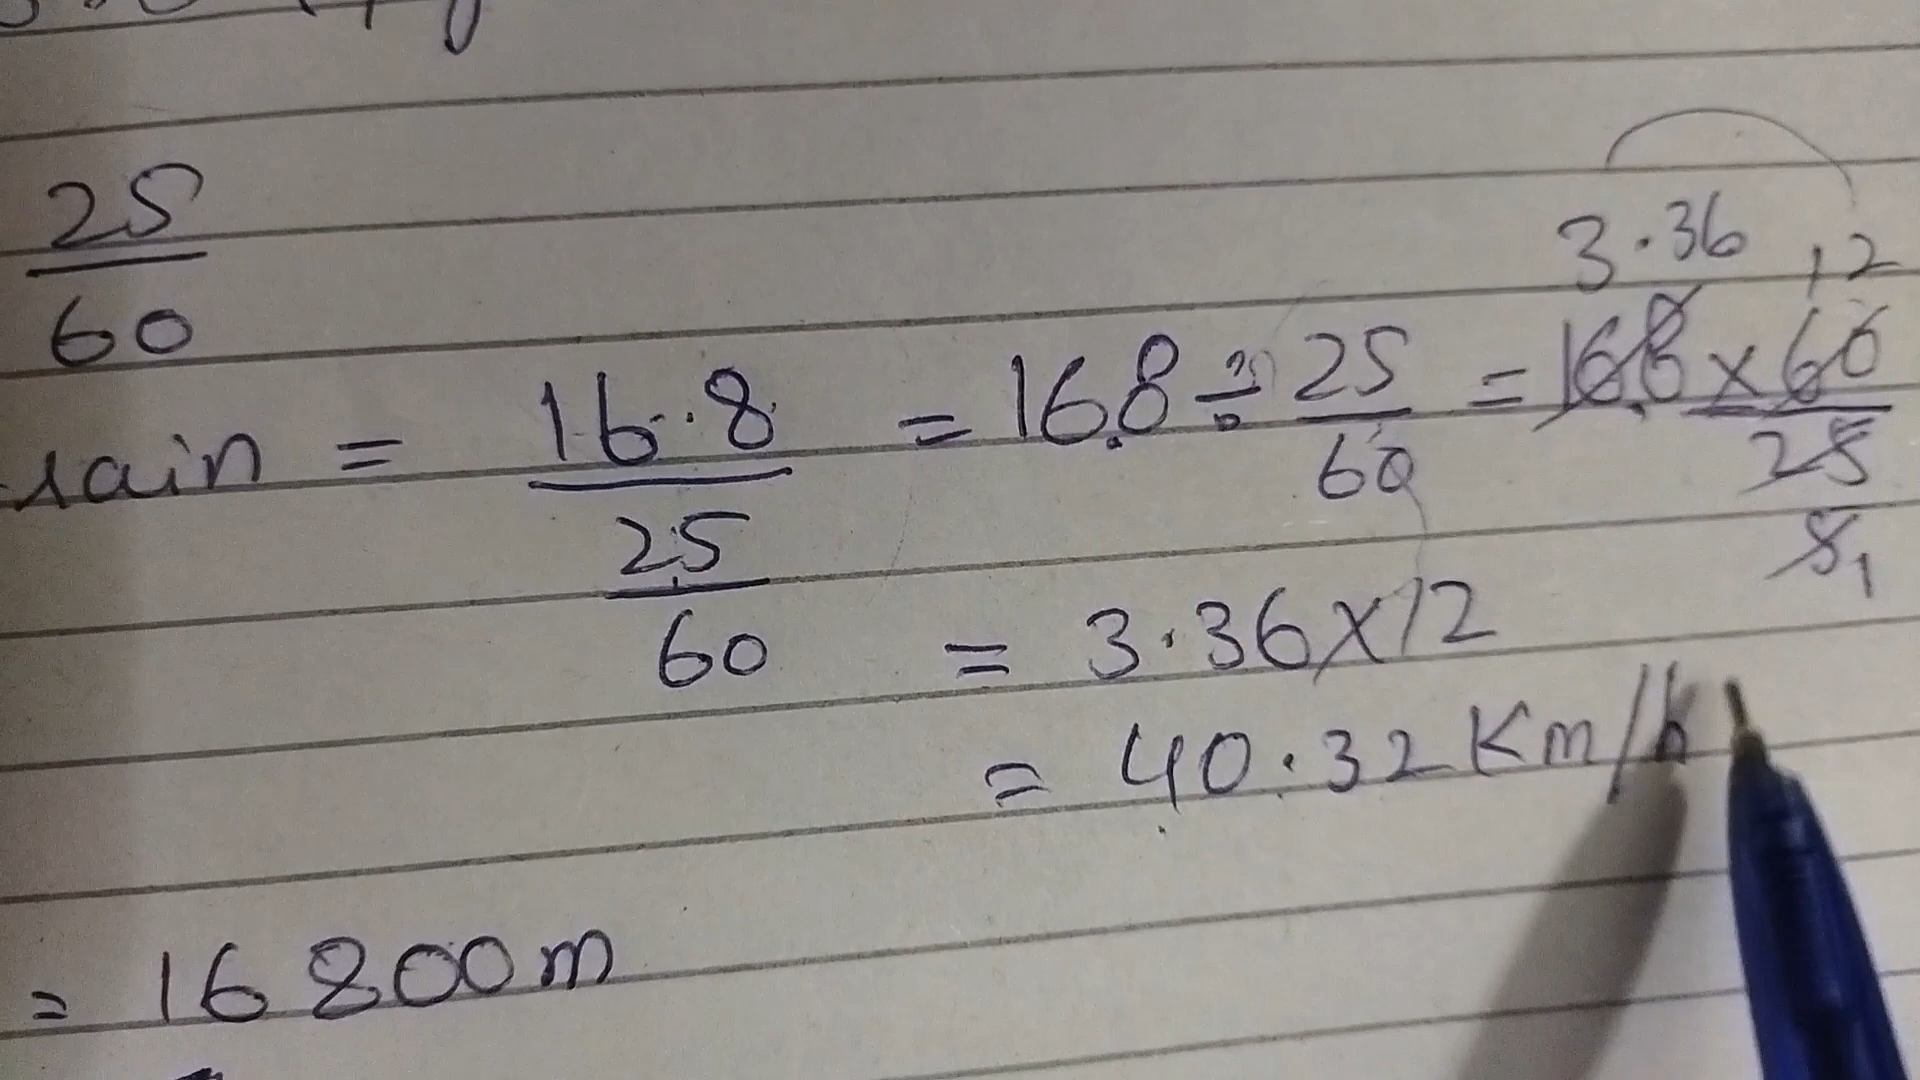 25
60
rain = 16.8 = 16.8 ÷ 25 = 16.8 × 60
25 60 25
60 = 3.36 × 12
= 40.32 Km/h
3.36 12
5 1
= 16800m